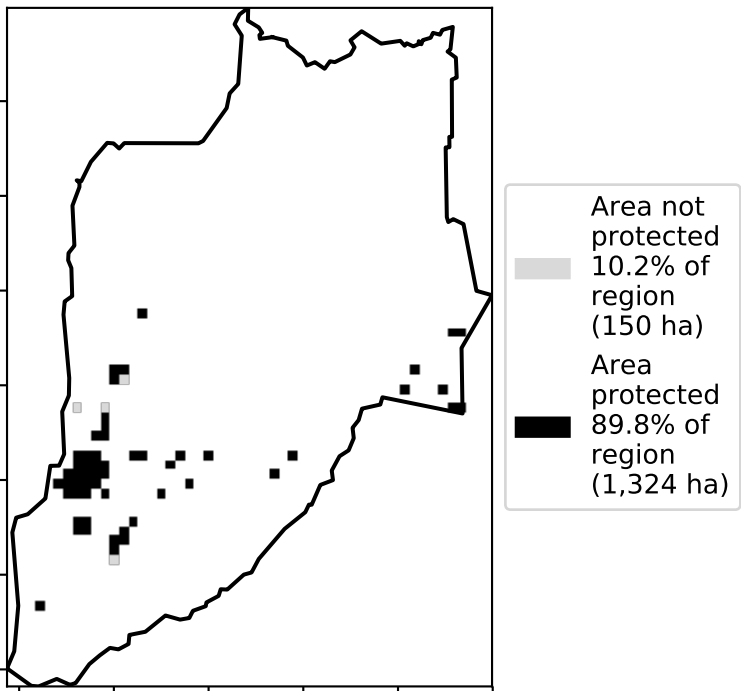 Area not
protected
10.2% of
region
(150 ha)
Area
protected
89.8% of
region
(1,324 ha)